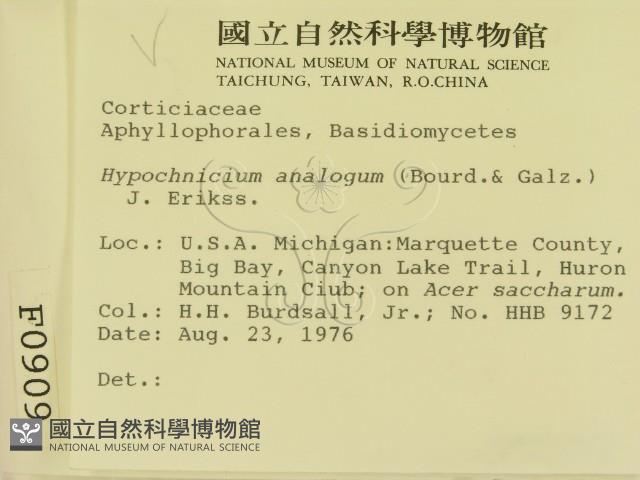 國立自然科學博物館
NATIONAL MUSEUM OF NATURAL SCIENCE
TAICHUNG, TAIWAN, R.O.CHINA
Corticiaceae
Aphyllophorales, Basidiomycetes
Hypochnicium analogum (Bourd.& Galz.)
J. Erikss.
Loc.: U.S.A. Michigan:Marquette County,
Big Bay, Canyon Lake Trail, Huron
Mountain Ciub; on Acer saccharum.
Col.: H.H. Burdsall, Jr.; No. HHB 9172
Date: Aug. 23, 1976
Det.:
F0909
國立自然科學博物館
NATIONAL MUSEUM OF NATURAL SCIENCE